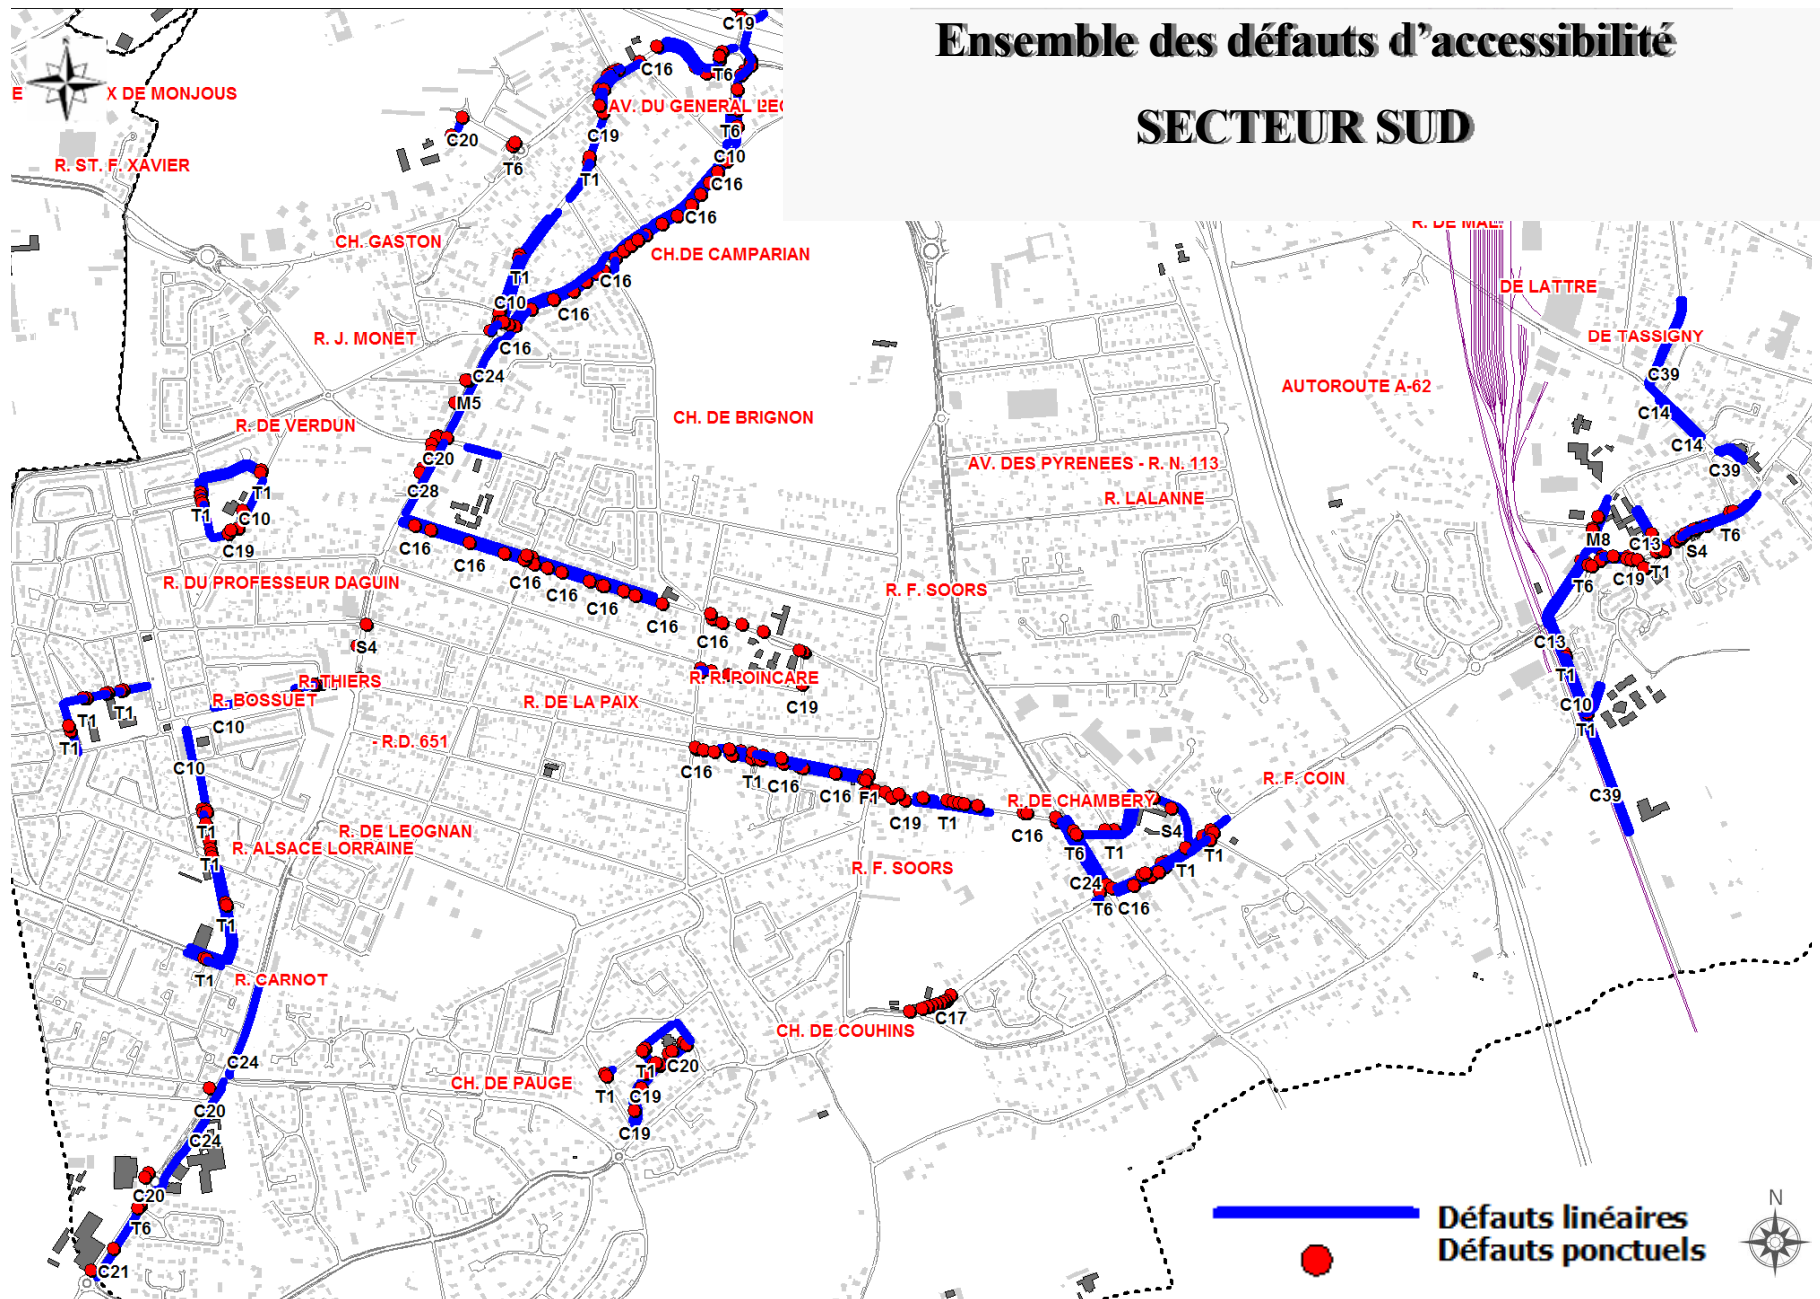 Ensemble des défauts d'accessibilité
SECTEUR SUD
C19
C16
T6
E
X DE MONJOUS
AV. DU GENERAL LEC
C20
C19
T6
T6
R. ST. F. XAVIER
T1
C10
C16
C16
CH. GASTON
CH.DE CAMPARIAN
T1
C16
C10
C16
R. J. MONET
C16
C24
M5
R. DE VERDUN
CH. DE BRIGNON
C20
C28
T1
T1
C10
C19
C16
C16
C16
C16
C16
C16
C16
R. DU PROFESSEUR DAGUIN
S4
R. THIERS
R. BOSSUET
C10
T1
T1
T1
R. R. POINCARE
C19
R. DE LA PAIX
- R.D. 651
C10
C16
T1
C16
C16
F1
C19
T1
C16
R. DE MAL.
DE LATTRE
DE TASSIGNY
AUTOROUTE A-62
C39
C14
C14
C39
AV. DES PYRENEES - R. N. 113
R. LALANNE
T6
M8
C13
S4
C19
T1
T6
R. F. SOORS
C13
T1
C10
T1
C39
R. F. COIN
R. DE CHAMBERY
T6
T1
S4
T1
T1
C24
T6
C16
T1
R. DE LEOGNAN
R. ALSACE LORRAINE
T1
R. F. SOORS
T1
T1
R. CARNOT
C17
CH. DE COUHINS
C24
CH. DE PAUGE
T1
T1
C20
C19
C19
C20
C24
C20
T6
C21
N
Défauts linéaires
Défauts ponctuels